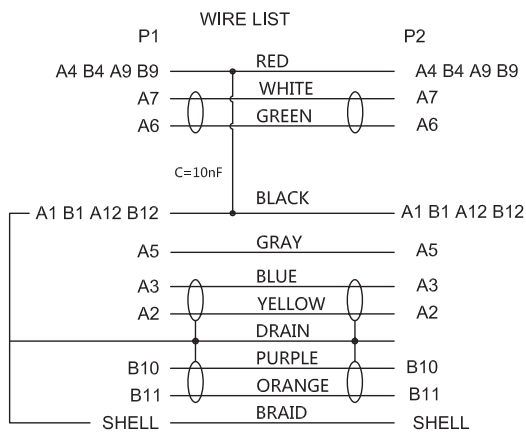 WIRE LIST
P1 P2
A4 B4 A9 B9 RED A4 B4 A9 B9
A7 WHITE A7
A6 GREEN A6
C=10nF
A1 B1 A12 B12 BLACK A1 B1 A12 B12
A5 GRAY A5
A3 BLUE A3
A2 YELLOW A2
DRAIN
B10 PURPLE B10
B11 ORANGE B11
SHELL BRAID SHELL